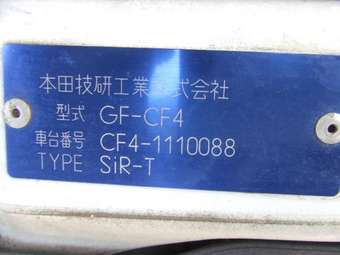 本田技研工業株式会社
型式 GF-CF4
車台番号 CF4-1110088
TYPE SiR-T